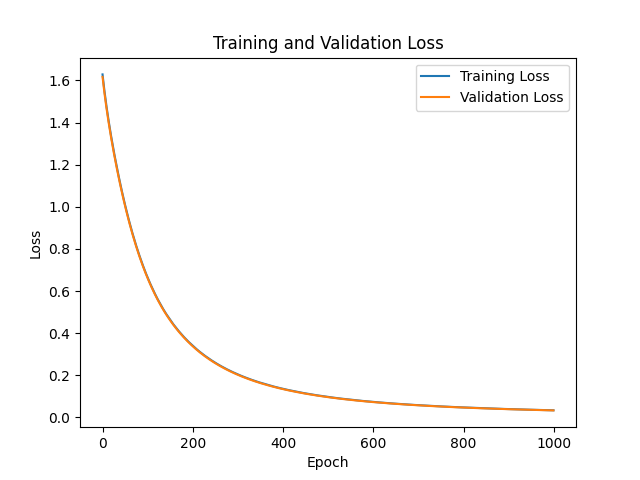 Training and Validation Loss
Training Loss
Validation Loss
1.6
1.4
1.2
1.0
0.8
0.6
0.4
0.2
0.0
Loss
0 200 400 600 800 1000
Epoch